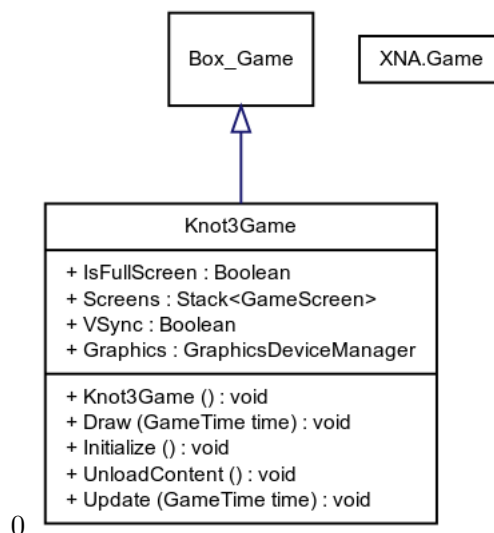 Box_Game
XNA.Game
Knot3Game
+ IsFullScreen : Boolean
+ Screens : Stack<GameScreen>
+ VSync : Boolean
+ Graphics : GraphicsDeviceManager
+ Knot3Game () : void
+ Draw (GameTime time) : void
+ Initialize () : void
+ UnloadContent () : void
+ Update (GameTime time) : void
0